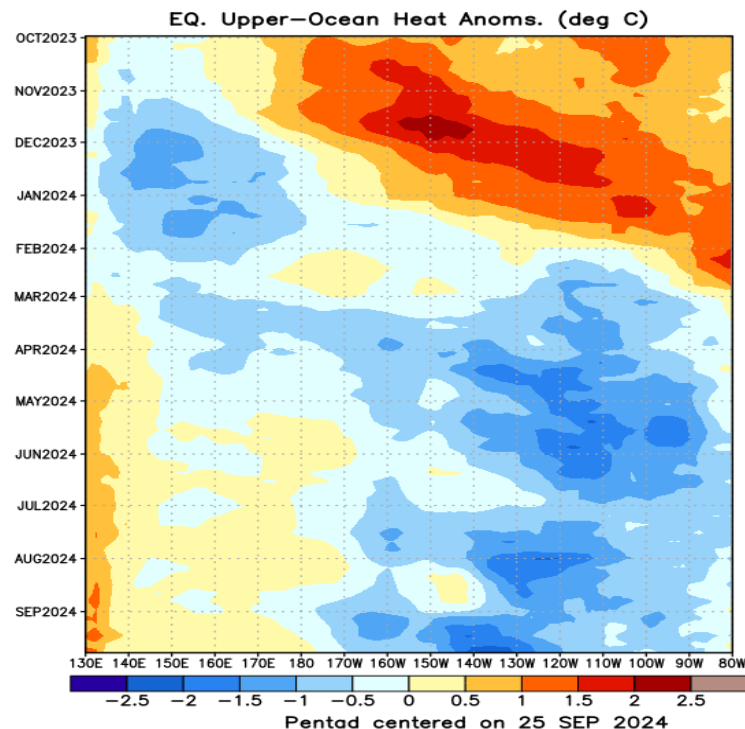 EQ. Upper-Ocean Heat Anoms. (deg C)
OCT2023
NOV2023
DEC2023
JAN2024
FEB2024
MAR2024
APR2024
MAY2024
JUN2024
JUL2024
AUG2024
SEP2024
130E 140E 150E 160E 170E 180 170W 160W 150W 140W 130W 120W 110W 100W 90W 80W
-2.5 -2 -1.5 -1 -0.5 0 0.5 1 1.5 2 2.5
Pentad centered on 25 SEP 2024